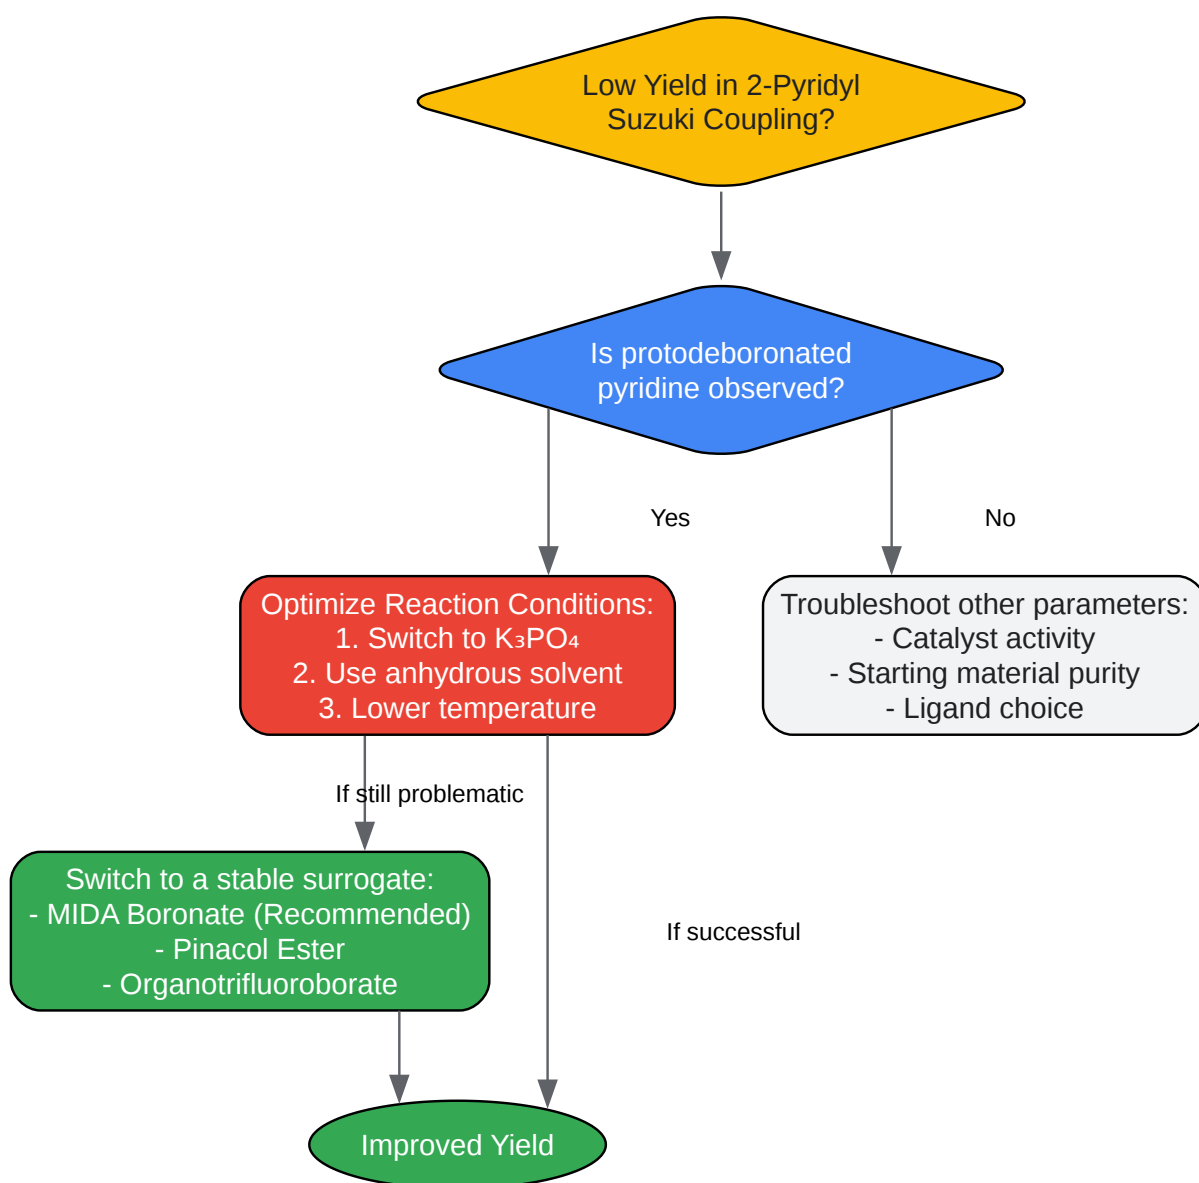 Low Yield in 2-Pyridyl
Suzuki Coupling?
Is protodeboronated
pyridine observed?
Yes
No
Optimize Reaction Conditions:
1. Switch to K₃PO₄
2. Use anhydrous solvent
3. Lower temperature
Troubleshoot other parameters:
- Catalyst activity
- Starting material purity
- Ligand choice
If still problematic
Switch to a stable surrogate:
- MIDA Boronate (Recommended)
- Pinacol Ester
- Organotrifluoroborate
If successful
Improved Yield